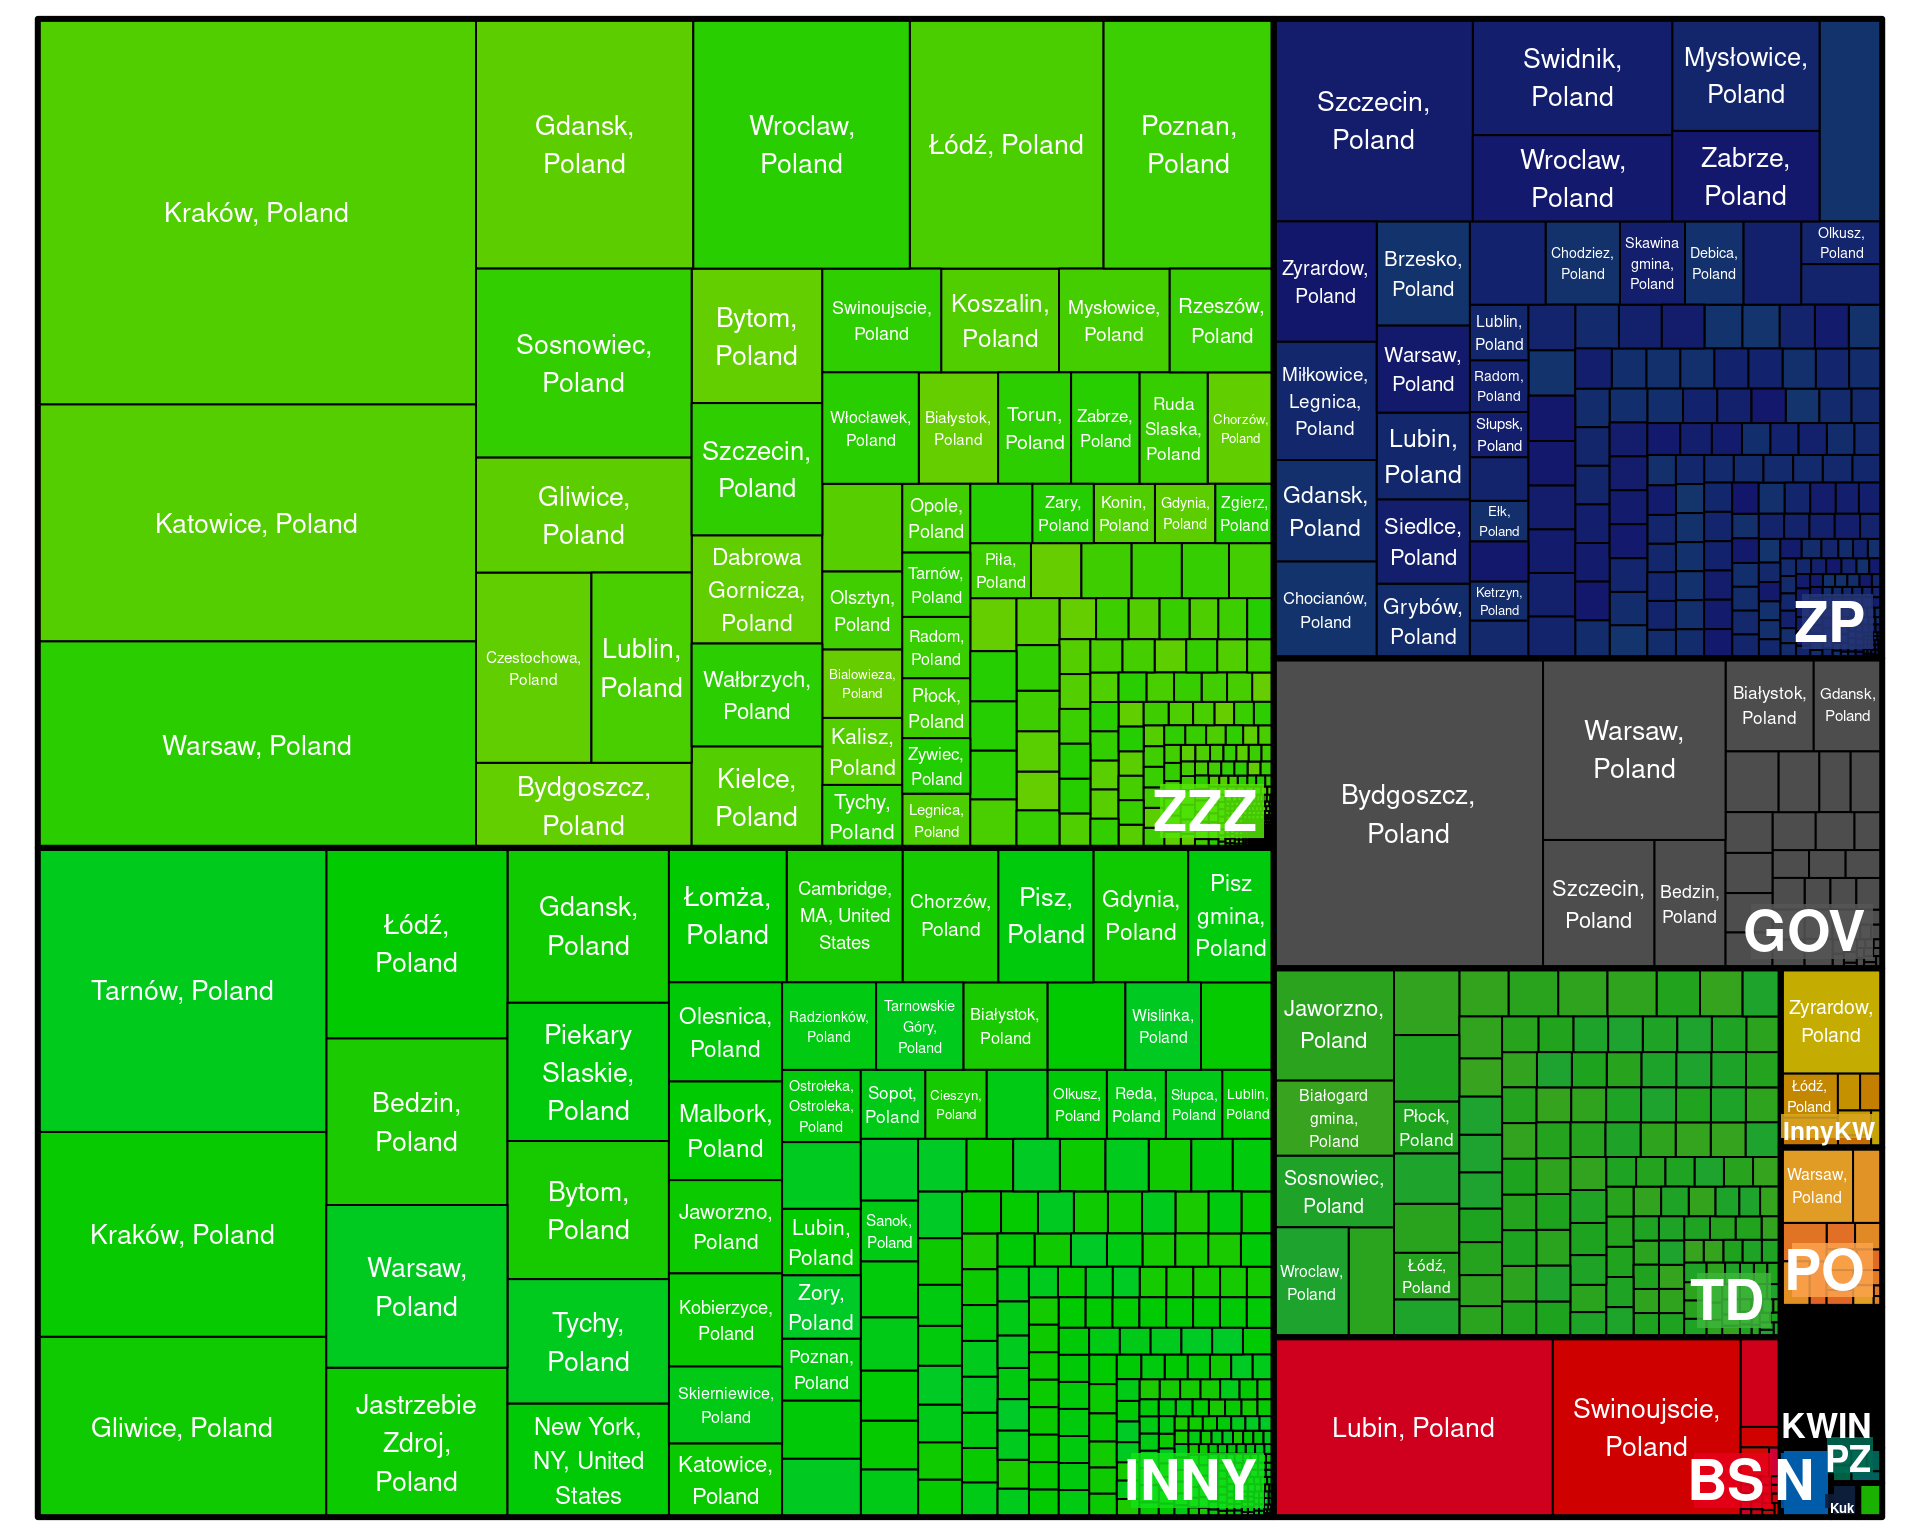 Kraków, Poland
Katowice, Poland
Warsaw, Poland
Gdansk,
Poland
Wroclaw,
Poland
Łódź, Poland
Poznan,
Poland
Sosnowiec,
Poland
Gliwice,
Poland
Czestochowa,
Poland
Lublin,
Poland
Bydgoszcz,
Poland
Bytom,
Poland
Szczecin,
Poland
Dabrowa
Gornicza,
Poland
Wałbrzych,
Poland
Kielce,
Poland
Swinoujscie,
Poland
Koszalin,
Poland
Mysłowice,
Poland
Rzeszów,
Poland
Włocławek,
Poland
Białystok,
Poland
Torun,
Poland
Zabrze,
Poland
Ruda
Slaska,
Poland
Chorzów,
Poland
Olsztyn,
Poland
Bialowieza,
Poland
Kalisz,
Poland
Tychy,
Poland
Opole,
Poland
Tarnów,
Poland
Radom,
Poland
Płock,
Poland
Zywiec,
Poland
Legnica,
Poland
Zary,
Poland
Konin,
Poland
Gdynia,
Poland
Zgierz,
Poland
Piła,
Poland
ZZZ
Tarnów, Poland
Kraków, Poland
Gliwice, Poland
Łódź,
Poland
Bedzin,
Poland
Warsaw,
Poland
Jastrzebie
Zdroj,
Poland
Gdansk,
Poland
Piekary
Slaskie,
Poland
Bytom,
Poland
Tychy,
Poland
New York,
NY, United
States
Łomża,
Poland
Cambridge,
MA, United
States
Chorzów,
Poland
Pisz,
Poland
Gdynia,
Poland
Pisz
gmina,
Poland
Olesnica,
Poland
Malbork,
Poland
Jaworzno,
Poland
Kobierzyce,
Poland
Skierniewice,
Poland
Katowice,
Poland
Radzionków,
Poland
Tarnowskie
Góry,
Poland
Białystok,
Poland
Wislinka,
Poland
Ostrołeka,
Ostroleka,
Poland
Sopot,
Poland
Cieszyn,
Poland
Olkusz,
Poland
Reda,
Poland
Słupca,
Poland
Lublin,
Poland
Lubin,
Poland
Zory,
Poland
Poznan,
Poland
Sanok,
Poland
INNY
Szczecin,
Poland
Swidnik,
Poland
Wroclaw,
Poland
Mysłowice,
Poland
Zabrze,
Poland
Zyrardow,
Poland
Miłkowice,
Legnica,
Poland
Gdansk,
Poland
Chocianów,
Poland
Brzesko,
Poland
Warsaw,
Poland
Lubin,
Poland
Siedlce,
Poland
Grybów,
Poland
Chodziez,
Poland
Skawina
gmina,
Poland
Debica,
Poland
Olkusz,
Poland
Lublin,
Poland
Radom,
Poland
Słupsk,
Poland
Ełk,
Poland
Ketrzyn,
Poland
ZP
Bydgoszcz,
Poland
Warsaw,
Poland
Szczecin,
Poland
Bedzin,
Poland
Białystok,
Poland
Gdansk,
Poland
GOV
Jaworzno,
Poland
Białogard
gmina,
Poland
Sosnowiec,
Poland
Wroclaw,
Poland
Płock,
Poland
Łódź,
Poland
TD
Zyrardow,
Poland
Łódź,
Poland
InnyKW
Warsaw,
Poland
PO
Lubin, Poland
Swinoujscie,
Poland
BS
KWIN
PZ
N
Kuk